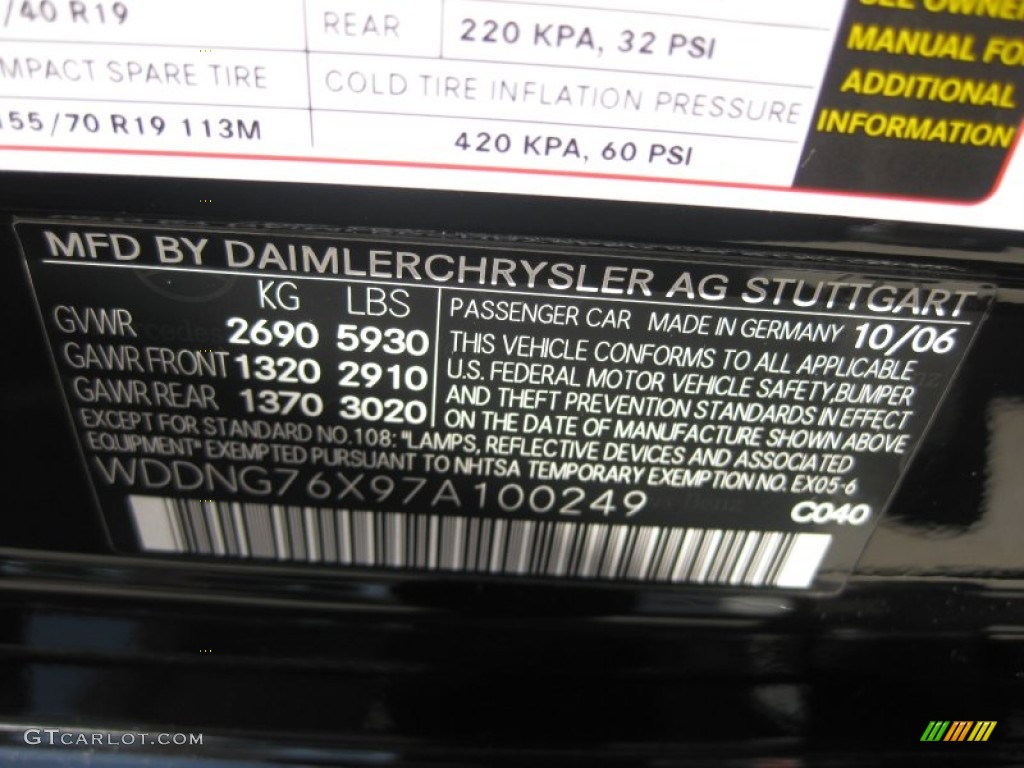 /40 R19 REAR 220 KPA, 32 PSI
MPACT SPARE TIRE COLD TIRE INFLATION PRESSURE
155/70 R19 113M 420 KPA, 60 PSI
SEE OWNER
MANUAL FO
ADDITIONAL
INFORMATION
MFD BY DAIMLERCHRYSLER AG STUTTGART
KG LBS
GVWR 2690 5930
GAWR FRONT 1320 2910
GAWR REAR 1370 3020
PASSENGER CAR MADE IN GERMANY 10/06
THIS VEHICLE CONFORMS TO ALL APPLICABLE
U.S. FEDERAL MOTOR VEHICLE SAFETY,BUMPER
AND THEFT PREVENTION STANDARDS IN EFFECT
ON THE DATE OF MANUFACTURE SHOWN ABOVE
EXCEPT FOR STANDARD NO.108: "LAMPS, REFLECTIVE DEVICES AND ASSOCIATED
EQUIPMENT" EXEMPTED PURSUANT TO NHTSA TEMPORARY EXEMPTION NO. EX05-6
WDDNG76X97A100249 C040
GTCARLOT.COM